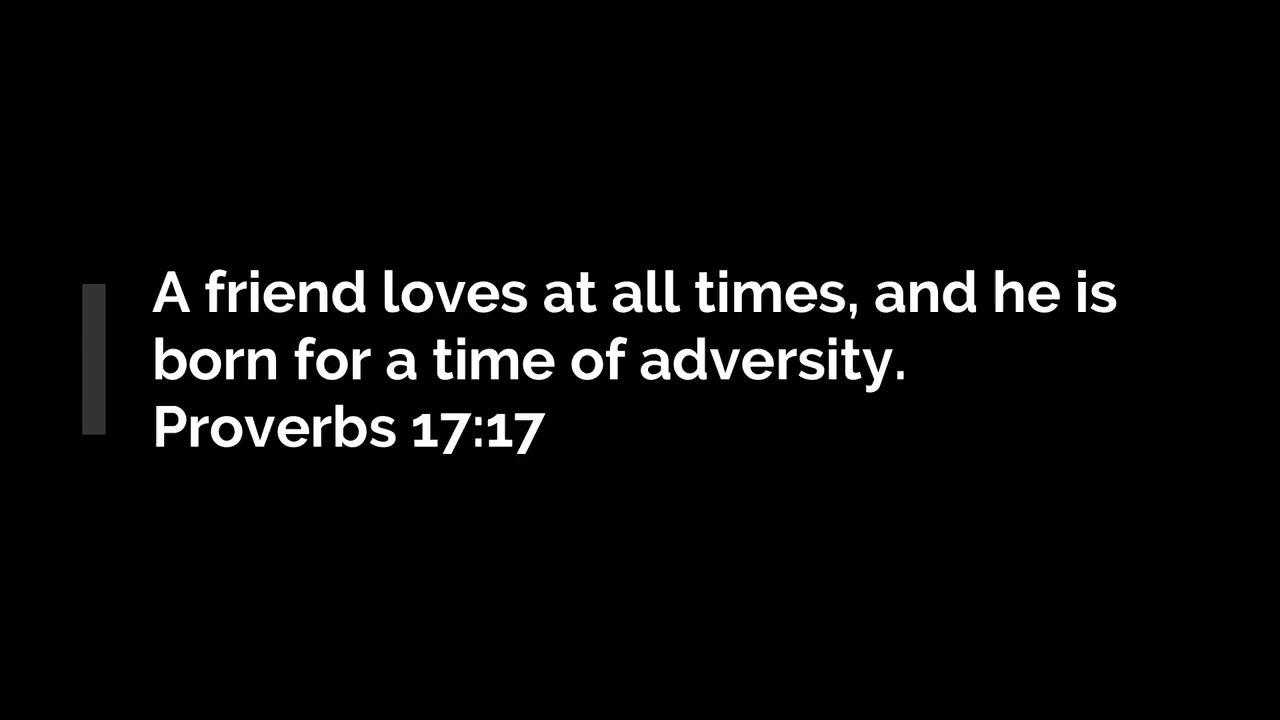 A friend loves at all times, and he is
born for a time of adversity.
Proverbs 17:17